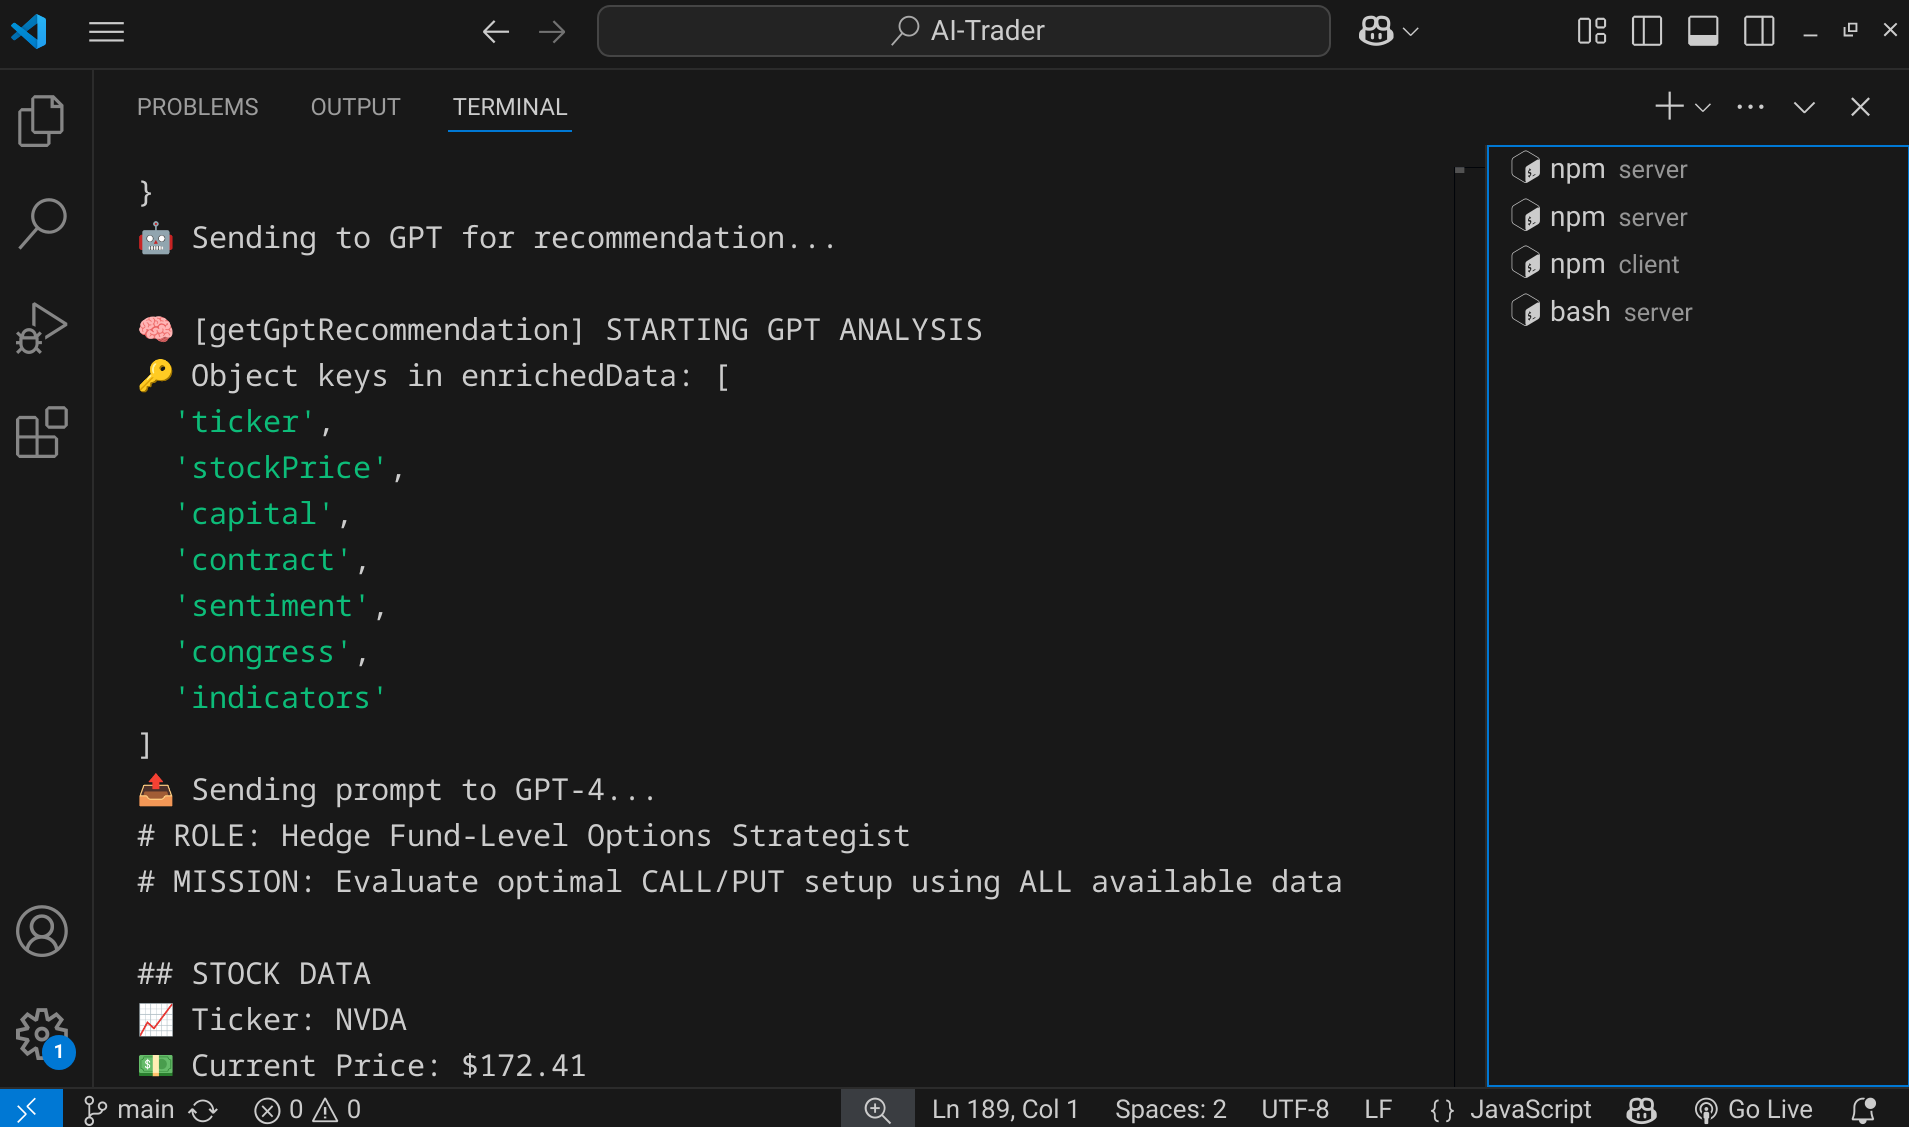 AI-Trader
PROBLEMS
OUTPUT
TERMINAL
}
🤖 Sending to GPT for recommendation...
🧠 [getGptRecommendation] STARTING GPT ANALYSIS
🔑 Object keys in enrichedData: [
'ticker',
'stockPrice',
'capital',
'contract',
'sentiment',
'congress',
'indicators'
]
📤 Sending prompt to GPT-4...
# ROLE: Hedge Fund-Level Options Strategist
# MISSION: Evaluate optimal CALL/PUT setup using ALL available data
## STOCK DATA
📈 Ticker: NVDA
💵 Current Price: $172.41
npm server
npm server
npm client
bash server
1
main
0
0
Ln 189, Col 1
Spaces: 2
UTF-8
LF
{} JavaScript
Go Live